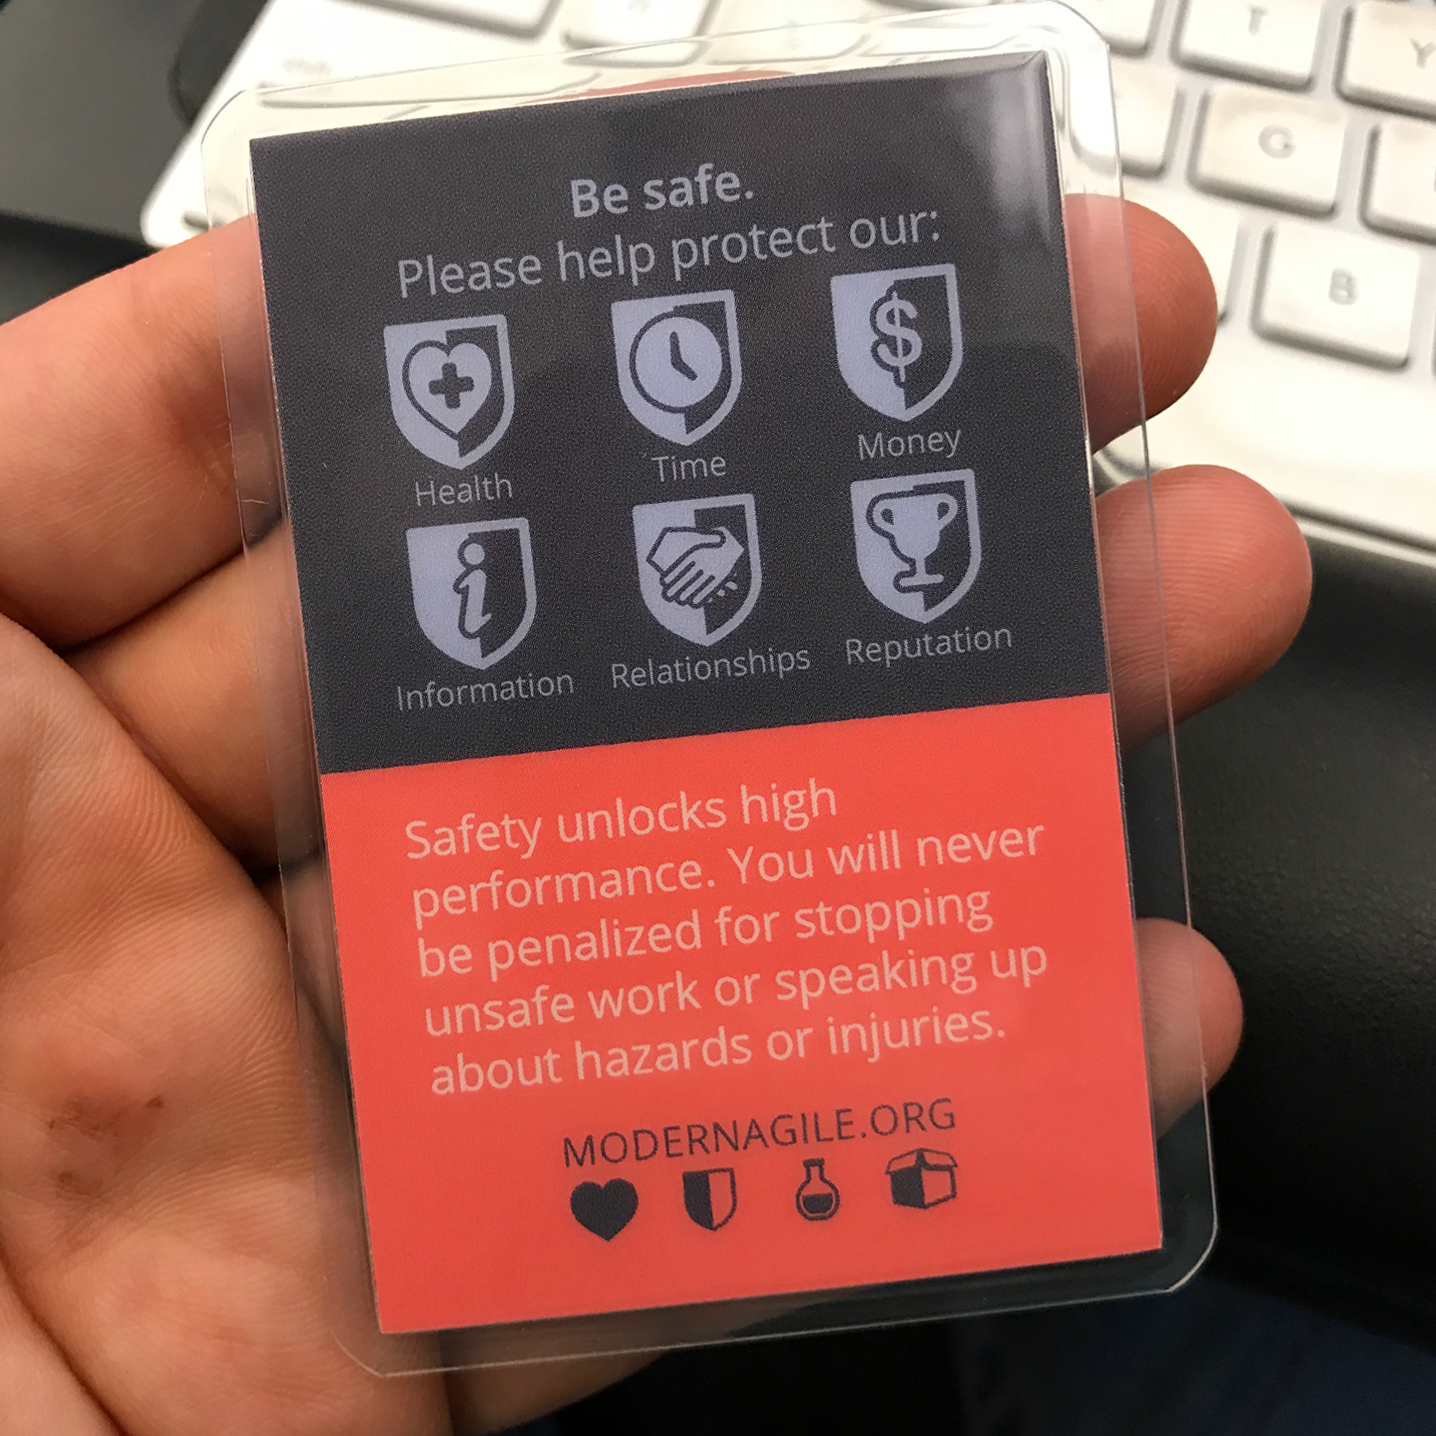 Be safe.
Please help protect our:
Health
Time
Money
Information
Relationships
Reputation
Safety unlocks high
performance. You will never
be penalized for stopping
unsafe work or speaking up
about hazards or injuries.
MODERNAGILE.ORG
T
Y
G
B